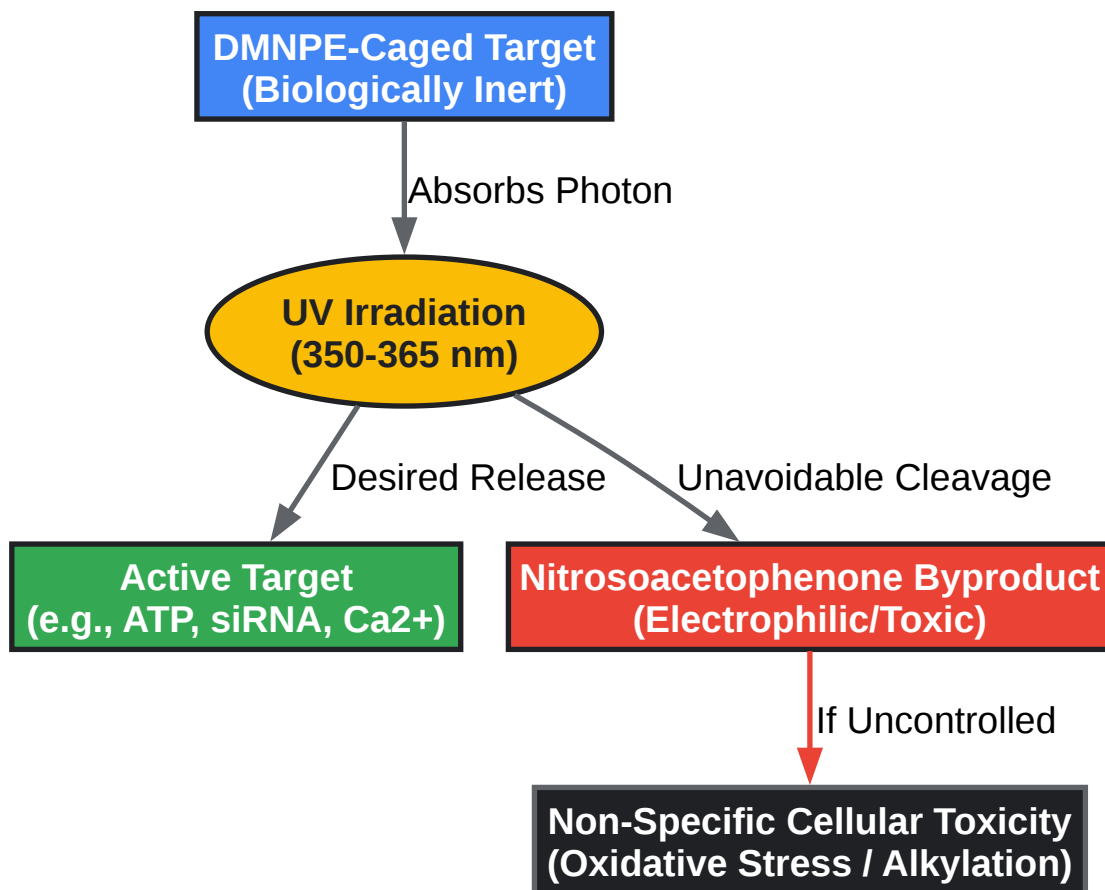 DMNPE-Caged Target
(Biologically Inert)
Absorbs Photon
UV Irradiation
(350-365 nm)
Desired Release
Unavoidable Cleavage
Active Target
(e.g., ATP, siRNA, Ca2+)
Nitrosoacetophenone Byproduct
(Electrophilic/Toxic)
If Uncontrolled
Non-Specific Cellular Toxicity
(Oxidative Stress / Alkylation)